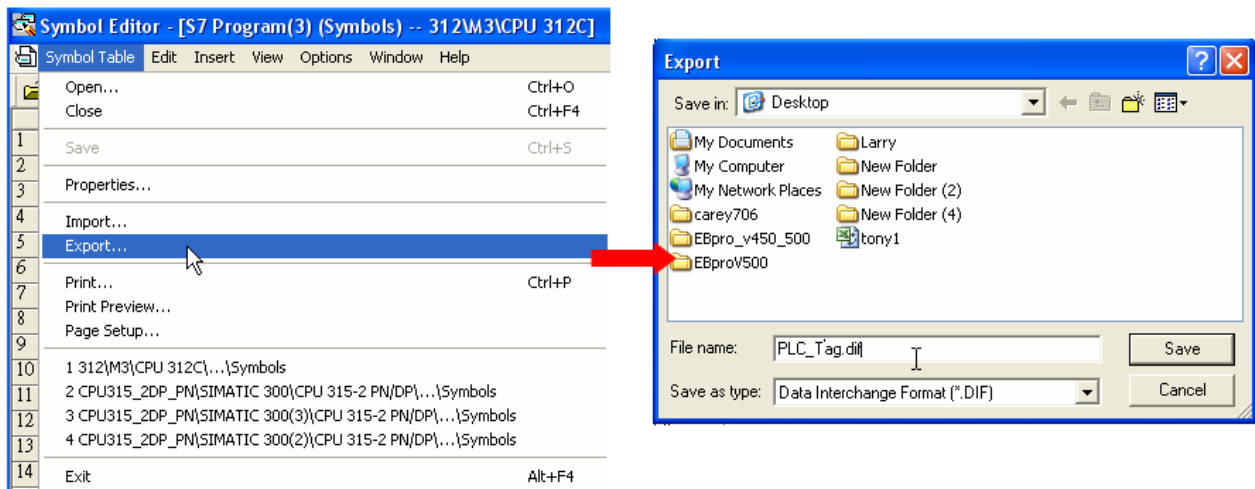 Symbol Editor - [S7 Program(3) (Symbols) -- 312\M3\CPU 312C]
Symbol Table Edit Insert View Options Window Help
Open... Ctrl+O
Close Ctrl+F4
1
Save Ctrl+S
2
Properties...
3
4
Import...
5
Export...
6
Print... Ctrl+P
7
Print Preview...
8
Page Setup...
9
10 1 312\M3\CPU 312C\...\Symbols
11 2 CPU315_2DP_PN\SIMATIC 300\CPU 315-2 PN/DP\...\Symbols
12 3 CPU315_2DP_PN\SIMATIC 300(3)\CPU 315-2 PN/DP\...\Symbols
13 4 CPU315_2DP_PN\SIMATIC 300(2)\CPU 315-2 PN/DP\...\Symbols
14 Exit Alt+F4
Export
Save in: Desktop
My Documents Larry
My Computer New Folder
My Network Places New Folder (2)
carey706 New Folder (4)
EBpro_v450_500 tony1
EBproV500
File name: PLC_Tag.dif Save
Save as type: Data Interchange Format (*.DIF) Cancel